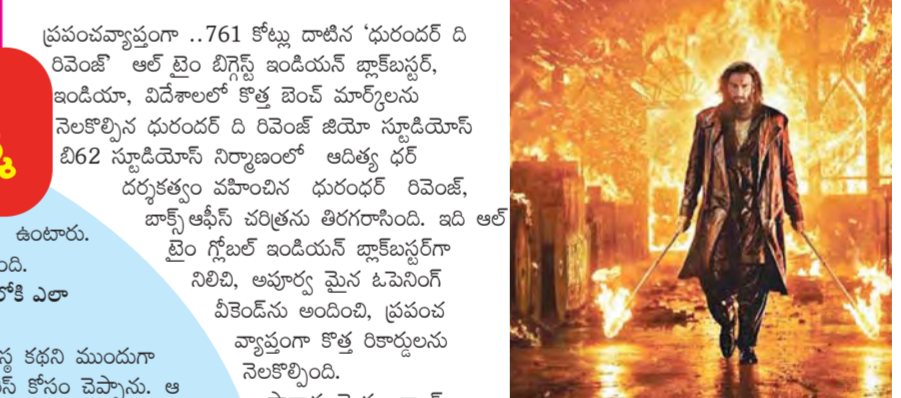 ప్రపంచవ్యాప్తంగా ..761 కోట్లు దాటిన ‘ధురందర్ ది
రివెంజ్’ ఆల్ టైం బిగ్గెస్ట్ ఇండియన్ బ్లాక్‌బస్టర్,
ఇండియా, విదేశాలలో కొత్త బెంచ్ మార్క్‌లను
నెలకొల్పిన ధురందర్ ది రివెంజ్ జియో స్టూడియోస్
బి62 స్టూడియోస్ నిర్మాణంలో ఆదిత్య ధర్
దర్శకత్వం వహించిన ధురంధర్ రివెంజ్,
బాక్స్ఆఫీస్ చరిత్రను తిరగరాసింది. ఇది ఆల్
టైం గ్లోబల్ ఇండియన్ బ్లాక్‌బస్టర్‌గా
నిలిచి, అపూర్వ మైన ఓపెనింగ్
వీకెండ్‌ను అందించి, ప్రపంచ
వ్యాప్తంగా కొత్త రికార్డులను
నెలకొల్పింది.
ఉంటారు.
ఎలా
కథని ముందుగా
కోసం చెప్పాను. ఆ